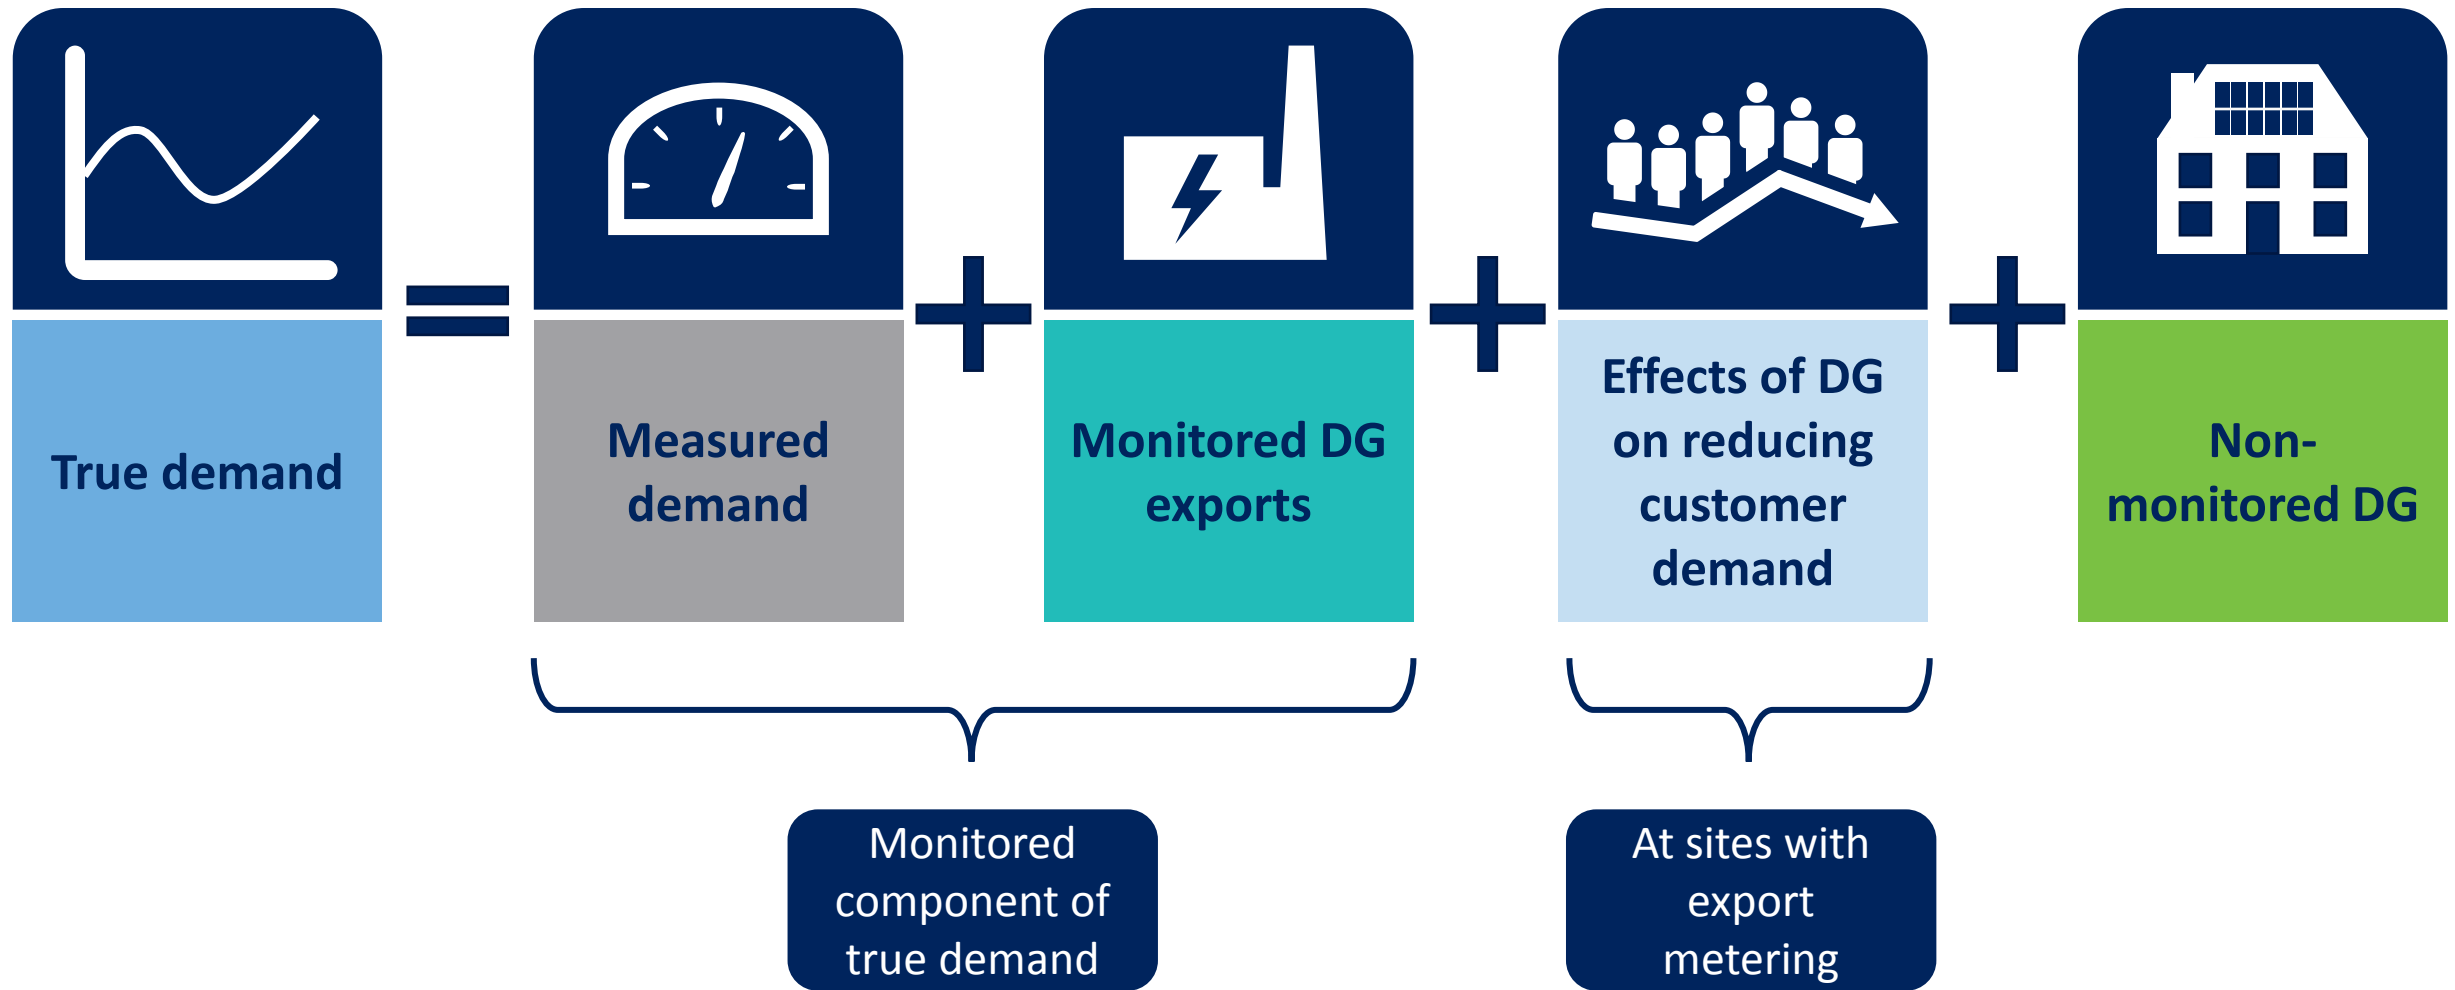 True demand
Measured
demand
Monitored DG
exports
Effects of DG
on reducing
customer
demand
Non-
monitored DG
Monitored
component of
true demand
At sites with
export
metering